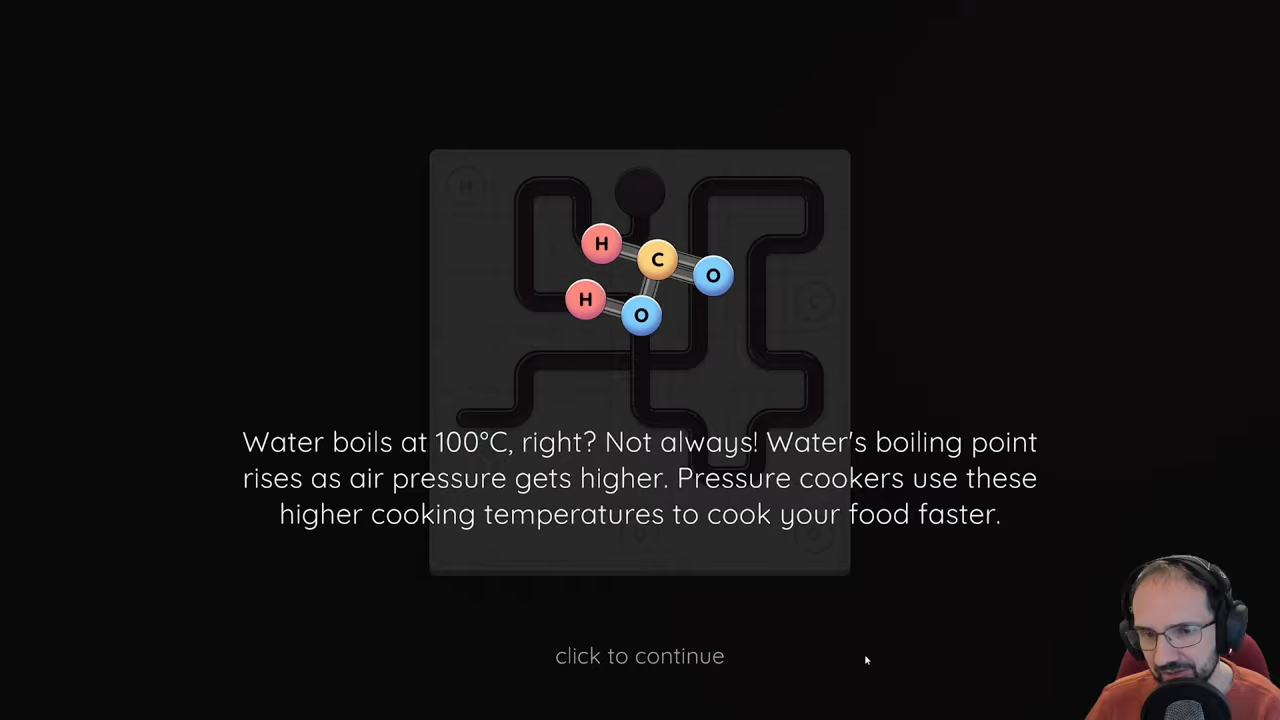 H
H
C
O
H
O
G
Water boils at 100°C, right? Not always! Water's boiling point
rises as air pressure gets higher. Pressure cookers use these
higher cooking temperatures to cook your food faster.
click to continue